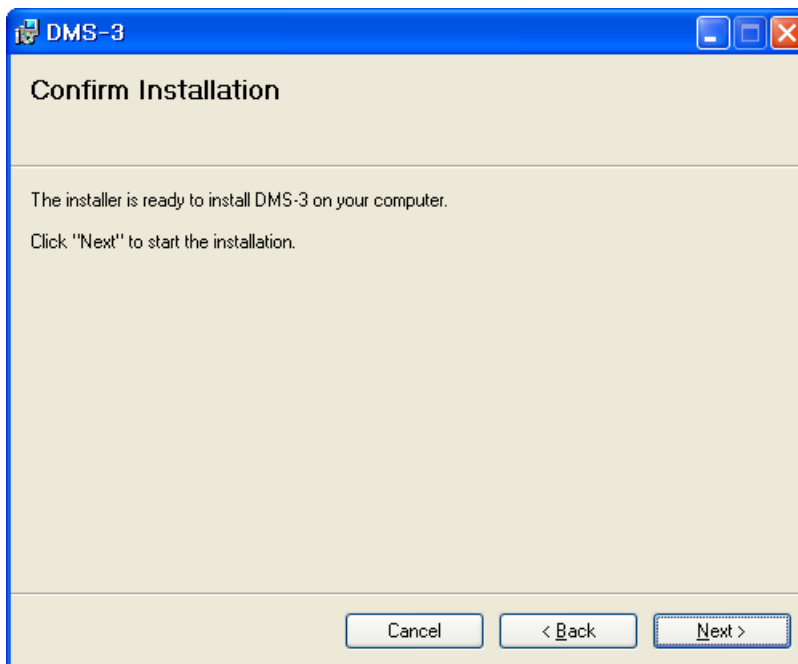 DMS-3
Confirm Installation
The installer is ready to install DMS-3 on your computer.
Click "Next" to start the installation.
Cancel
< Back
Next >